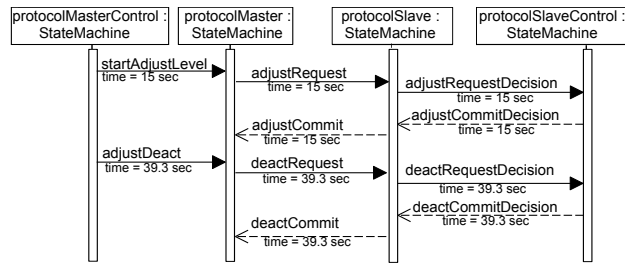 protocolMasterControl :
StateMachine
protocolMaster :
StateMachine
protocolSlave :
StateMachine
protocolSlaveControl :
StateMachine
startAdjustLevel
time = 15 sec
adjustRequest
time = 15 sec
adjustRequestDecision
time = 15 sec
adjustCommitDecision
time = 15 sec
adjustCommit
time = 15 sec
adjustDeact
time = 39.3 sec
deactRequest
time = 39.3 sec
deactRequestDecision
time = 39.3 sec
deactCommitDecision
time = 39.3 sec
deactCommit
time = 39.3 sec